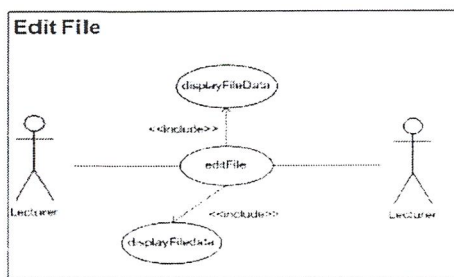 Edit File
displayFileData
<<include>>
editFile
Lecturer
Lecturer
<<include>>
displayFiledata